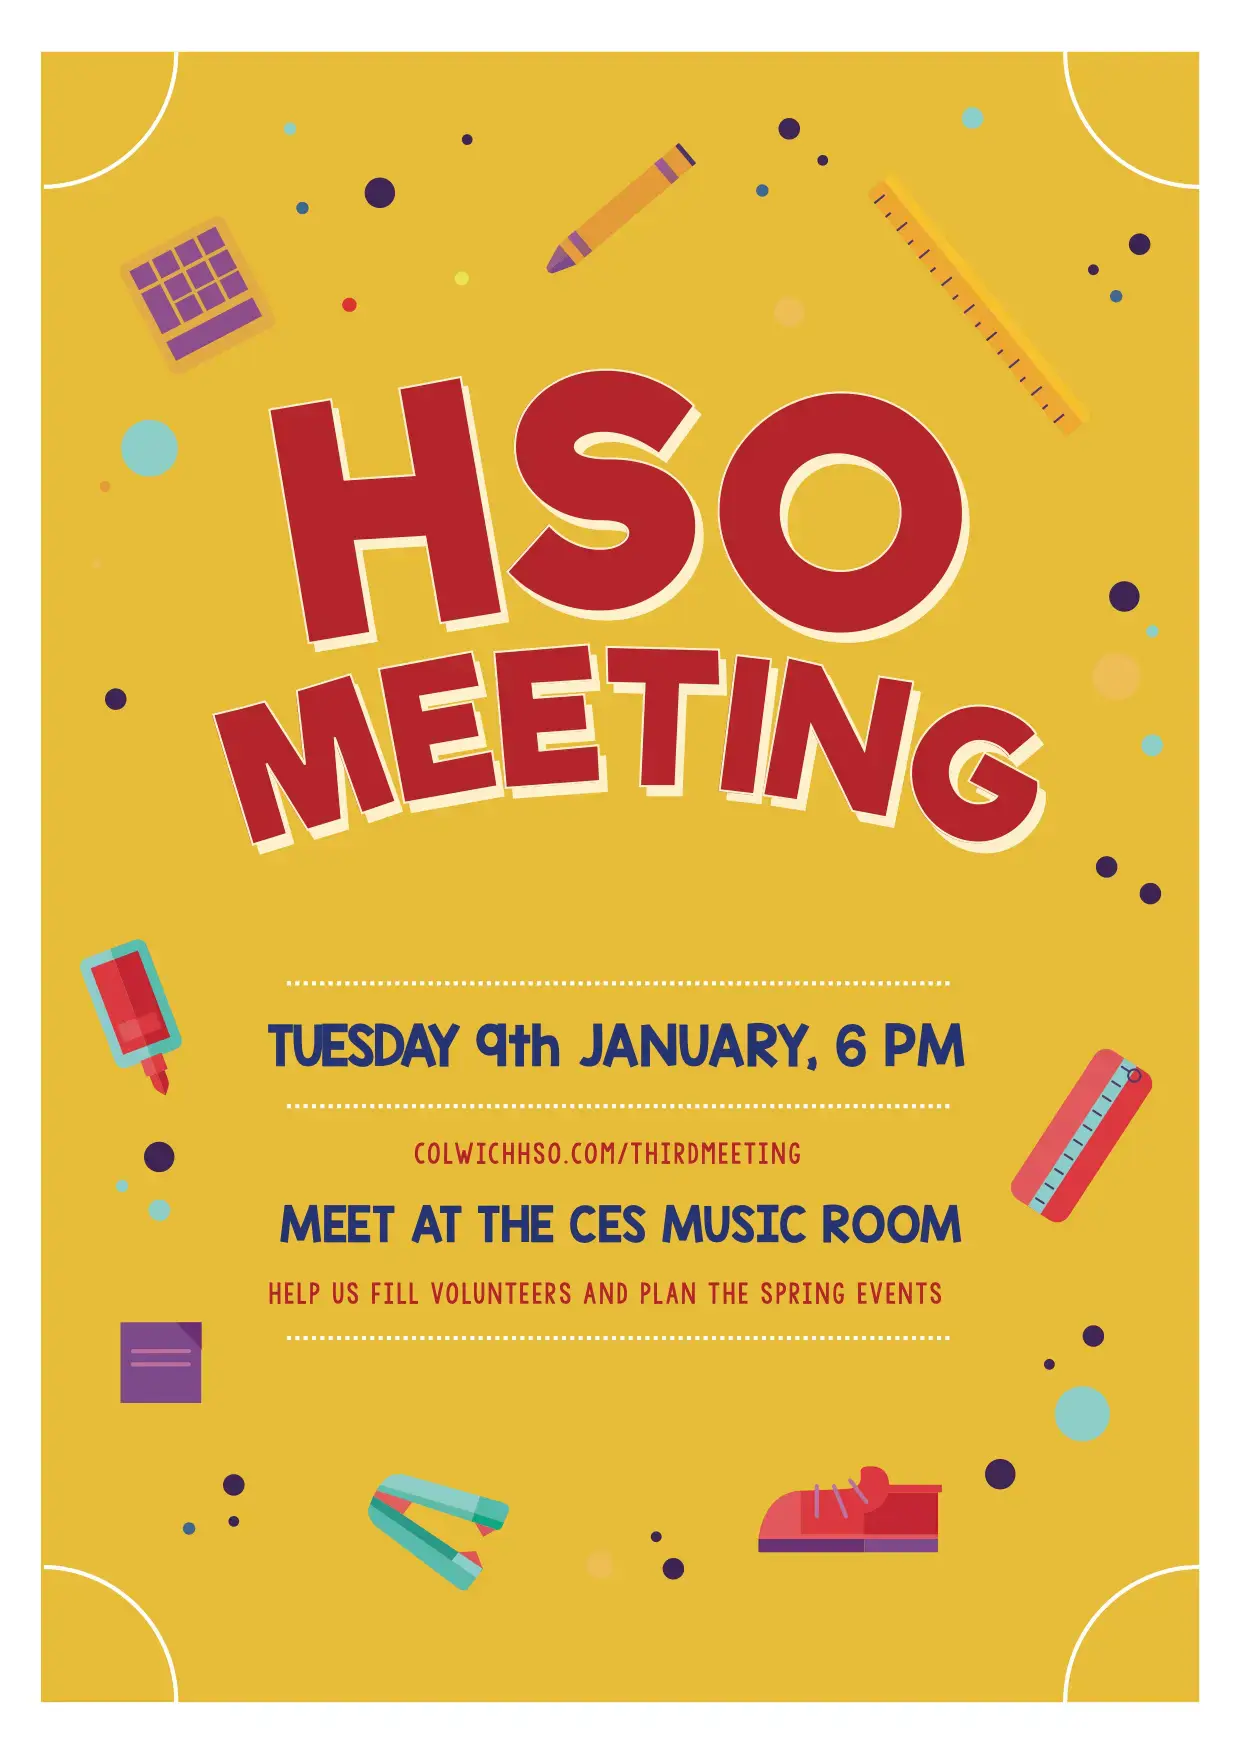 HSO
MEETING
TUESDAY 9th JANUARY, 6 PM
COLWICHHSO.COM/THIRDMEETING
MEET AT THE CES MUSIC ROOM
HELP US FILL VOLUNTEERS AND PLAN THE SPRING EVENTS